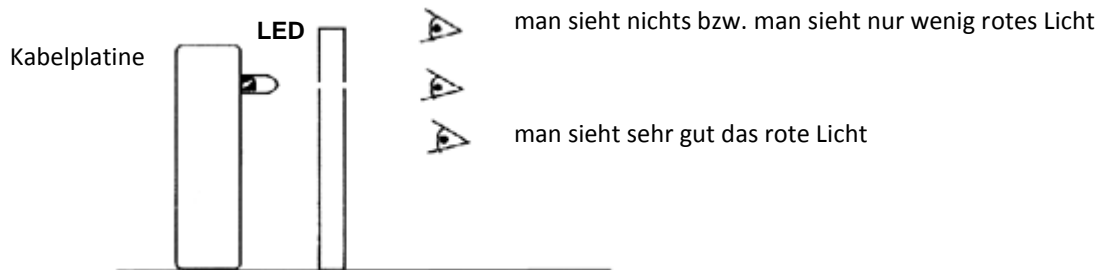 man sieht nichts bzw. man sieht nur wenig rotes Licht
LED
Kabelplatine
man sieht sehr gut das rote Licht